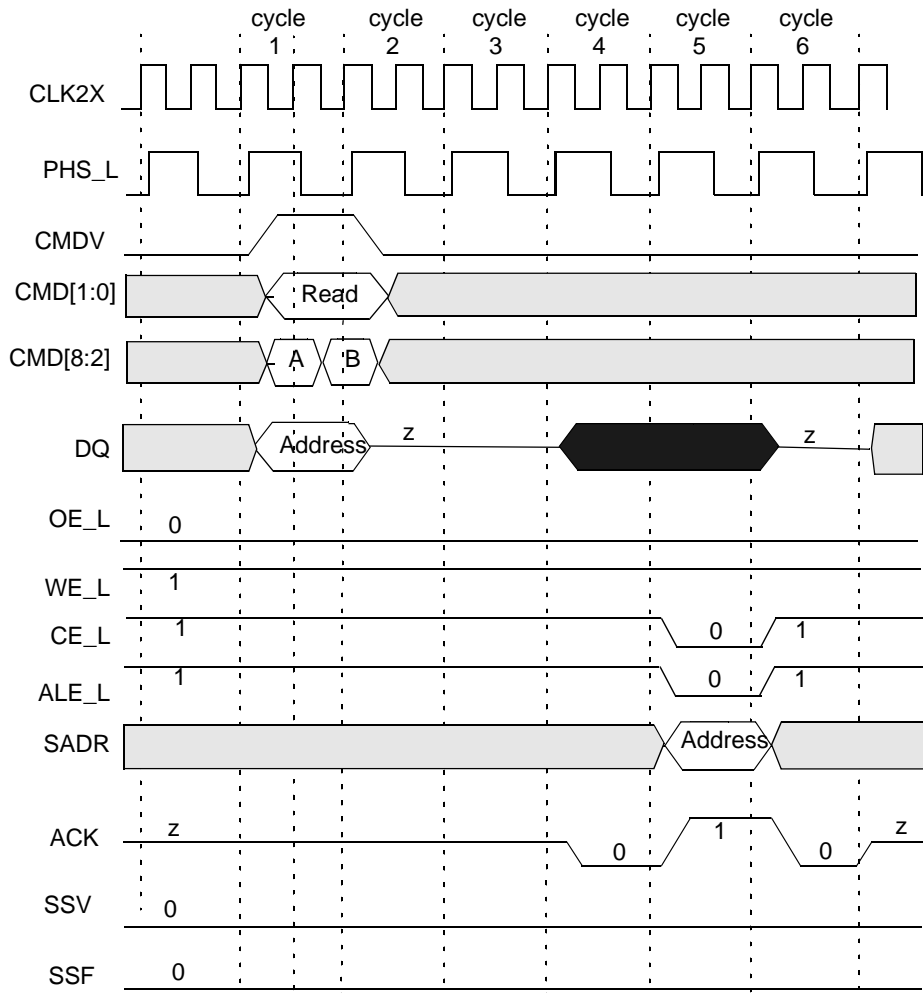 cycle cycle cycle cycle cycle cycle
1 2 3 4 5 6
CLK2X
PHS_L
CMDV
CMD[1:0] Read
CMD[8:2] A B
DQ Address z z
OE_L 0
WE_L 1
CE_L 1 0 1
ALE_L 1 0 1
SADR Address
ACK z 0 1 0 z
SSV 0
SSF 0